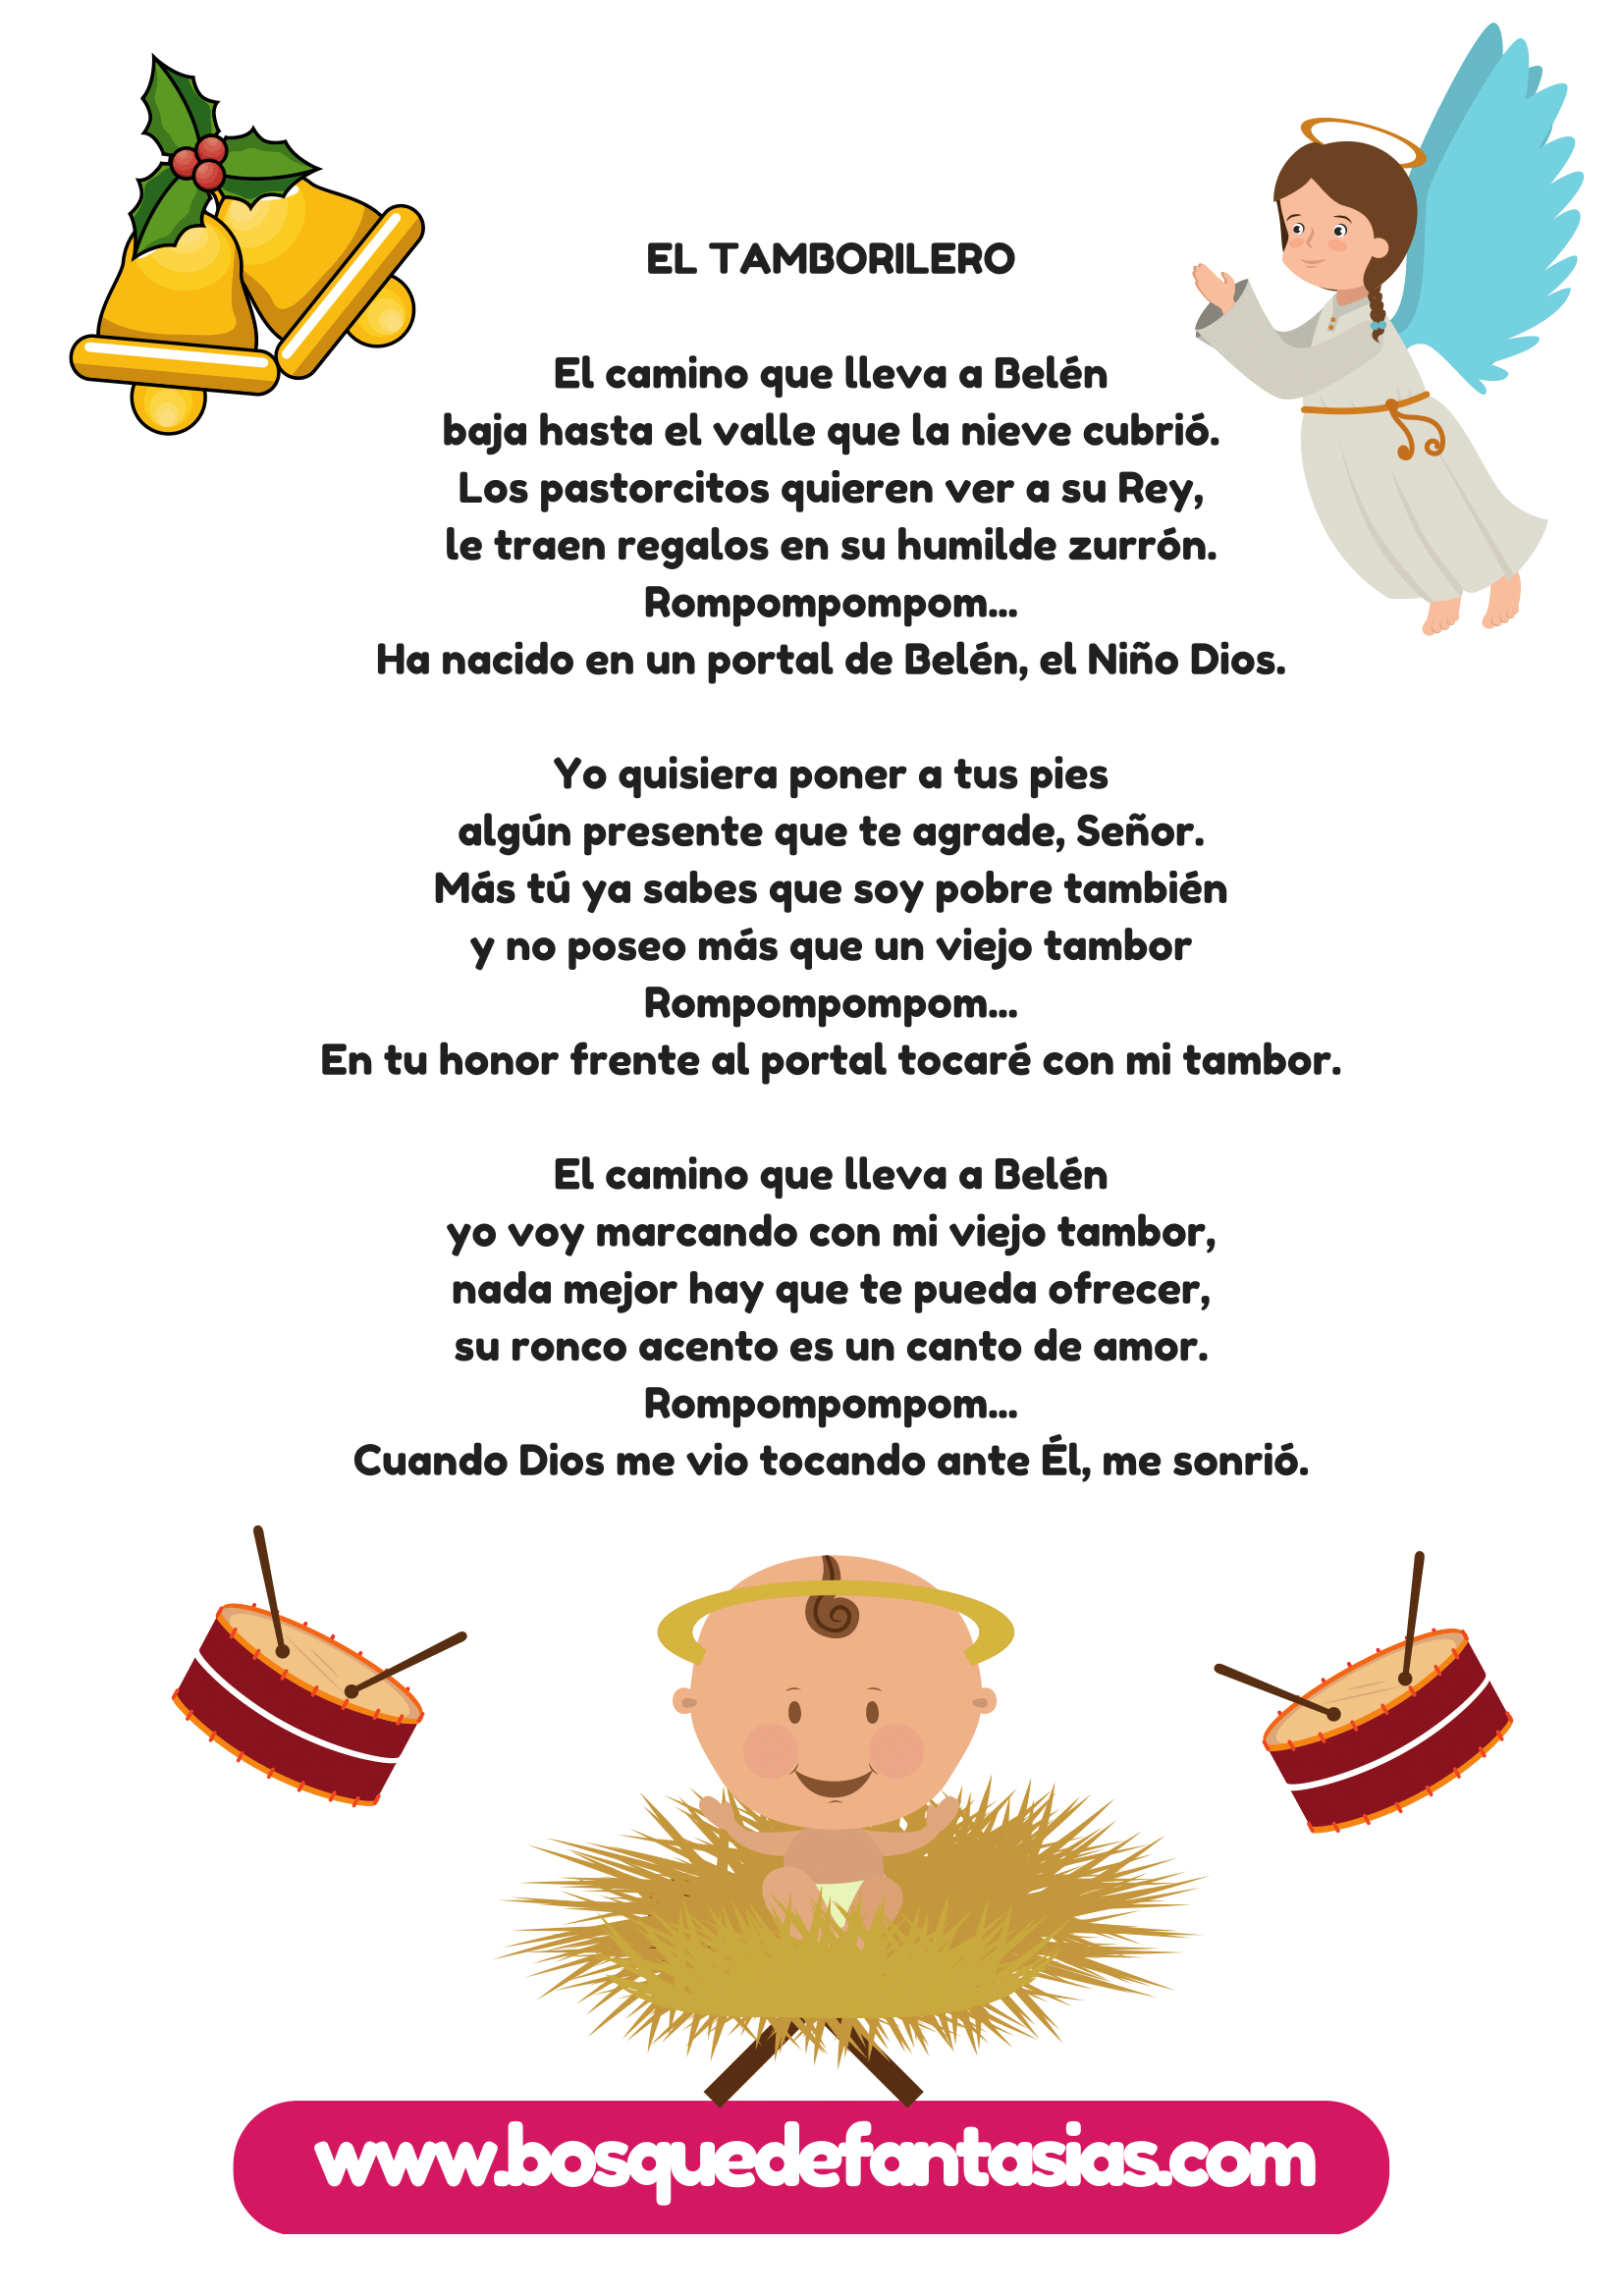 EL TAMBORILERO
El camino que lleva a Belén
baja hasta el valle que la nieve cubrió.
Los pastorcitos quieren ver a su Rey,
le traen regalos en su humilde zurrón.
Rompompompom...
Ha nacido en un portal de Belén, el Niño Dios.
Yo quisiera poner a tus pies
algún presente que te agrade, Señor.
Más tú ya sabes que soy pobre también
y no poseo más que un viejo tambor
Rompompompom...
En tu honor frente al portal tocaré con mi tambor.
El camino que lleva a Belén
yo voy marcando con mi viejo tambor,
nada mejor hay que te pueda ofrecer,
su ronco acento es un canto de amor.
Rompompompom...
Cuando Dios me vio tocando ante Él, me sonrió.
www.bosquedefantasias.com